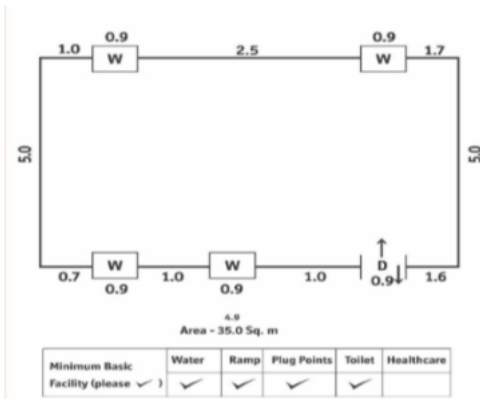 0.9 0.9
1.0 W 2.5 W 1.7
5.0 5.0
W W D
0.7 1.0 1.0 0.9 1.6
0.9 0.9
4.9
Area - 35.0 Sq. m
Minimum Basic Facility (please ✓ ) Water Ramp Plug Points Toilet Healthcare
✓ ✓ ✓ ✓